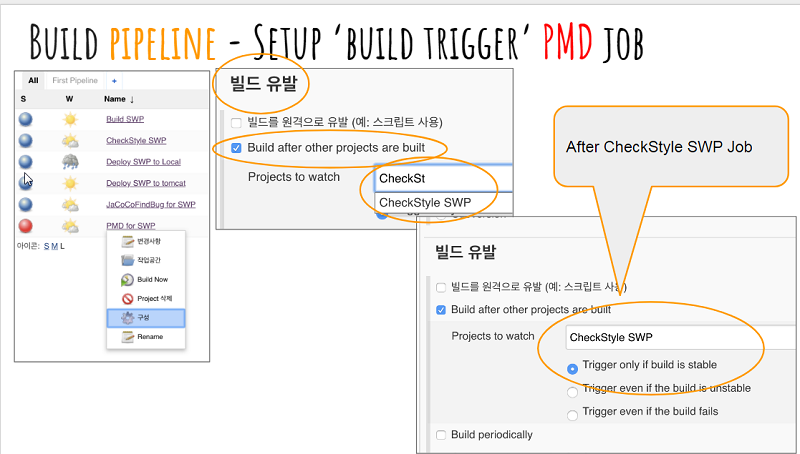 Build pipeline - Setup 'build trigger' PMD job
All First Pipeline +
S W Name ↓
Build SWP
CheckStyle SWP
Deploy SWP to Local
Deploy SWP to tomcat
JaCoCoFindBug for SWP
PMD for SWP
아이콘: S M L
변경사항
작업공간
Build Now
Project 삭제
구성
Rename
빌드 유발
빌드를 원격으로 유발 (예: 스크립트 사용)
Build after other projects are built
Projects to watch
CheckSt
CheckStyle SWP
After CheckStyle SWP Job
빌드 유발
빌드를 원격으로 유발 (예: 스크립트 사용)
Build after other projects are built
Projects to watch
CheckStyle SWP
Trigger only if build is stable
Trigger even if the build is unstable
Trigger even if the build fails
Build periodically